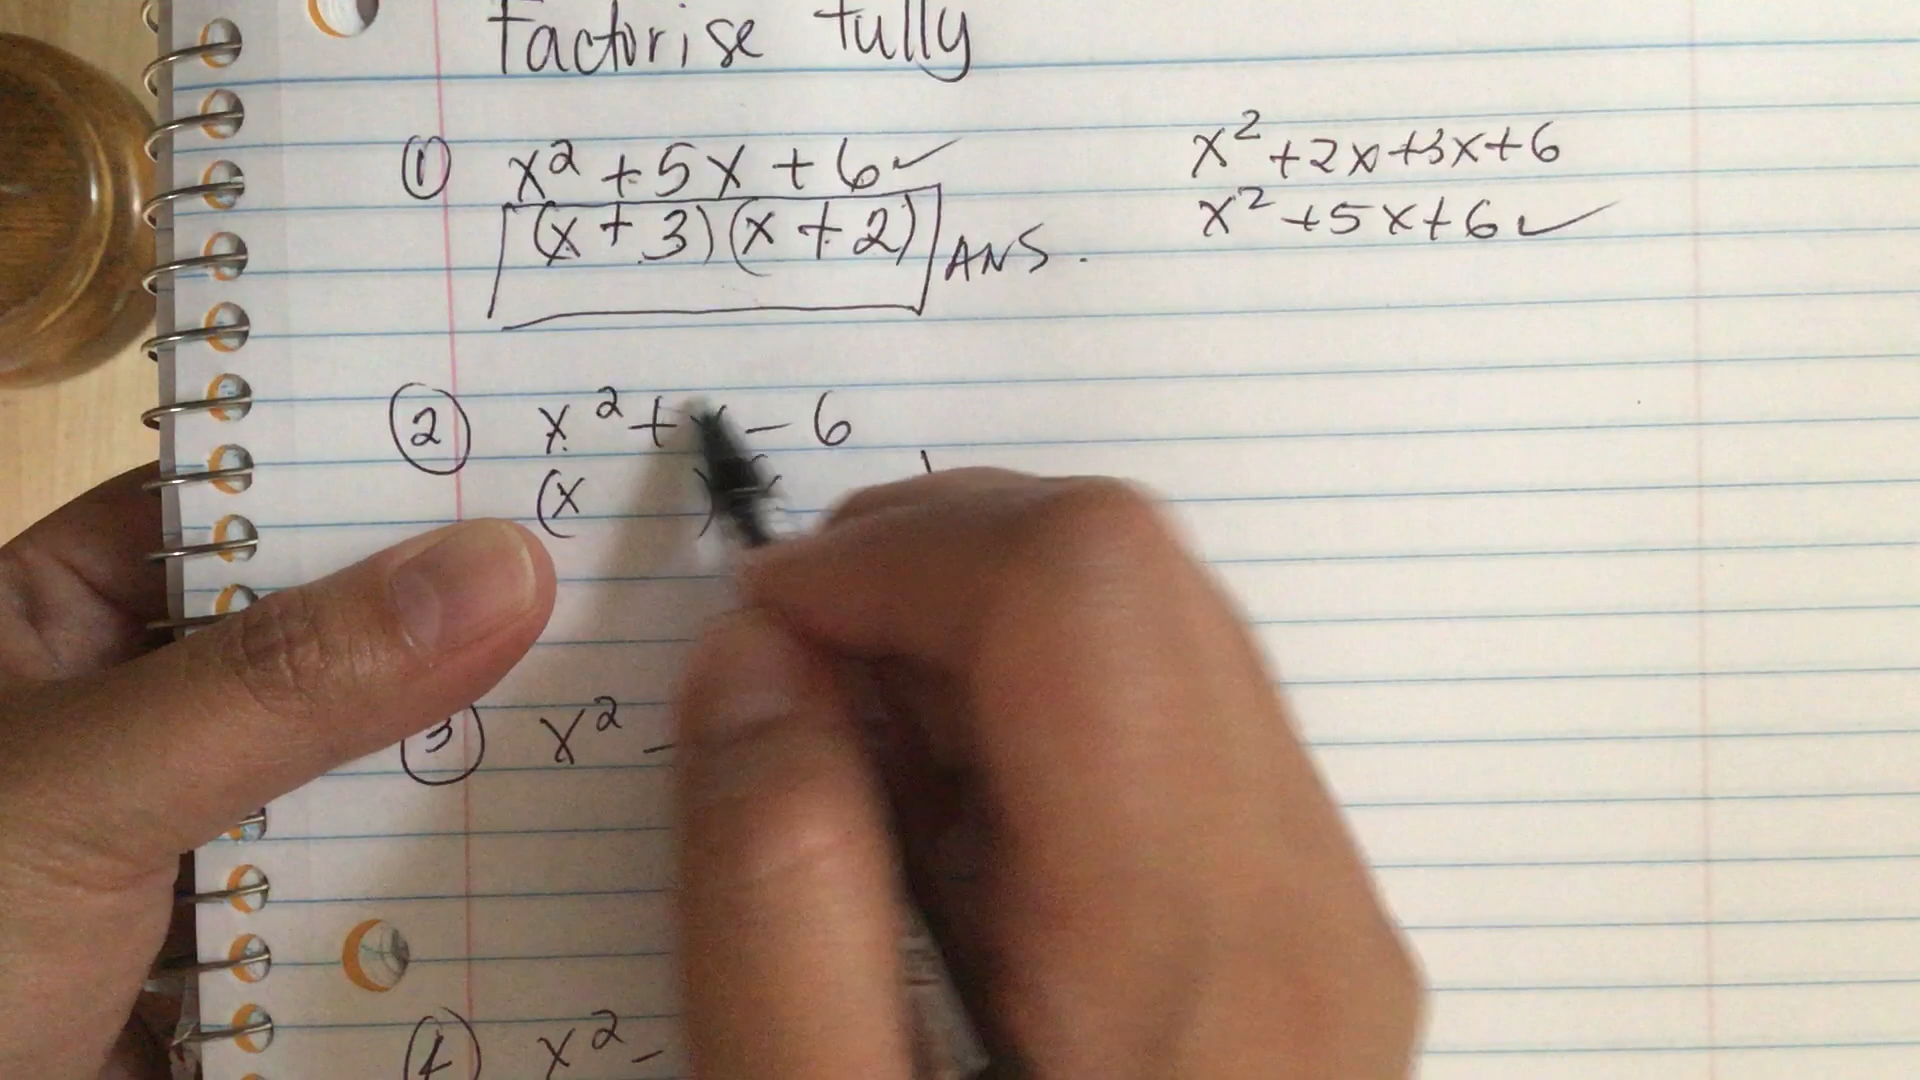 Factorise fully
① x² + 5x + 6 ✓
(x + 3)(x + 2) ANS.
x² + 2x + 3x + 6
x² + 5x + 6 ✓
② x² + x - 6
(x )(x )
③ x² -
④ x² -